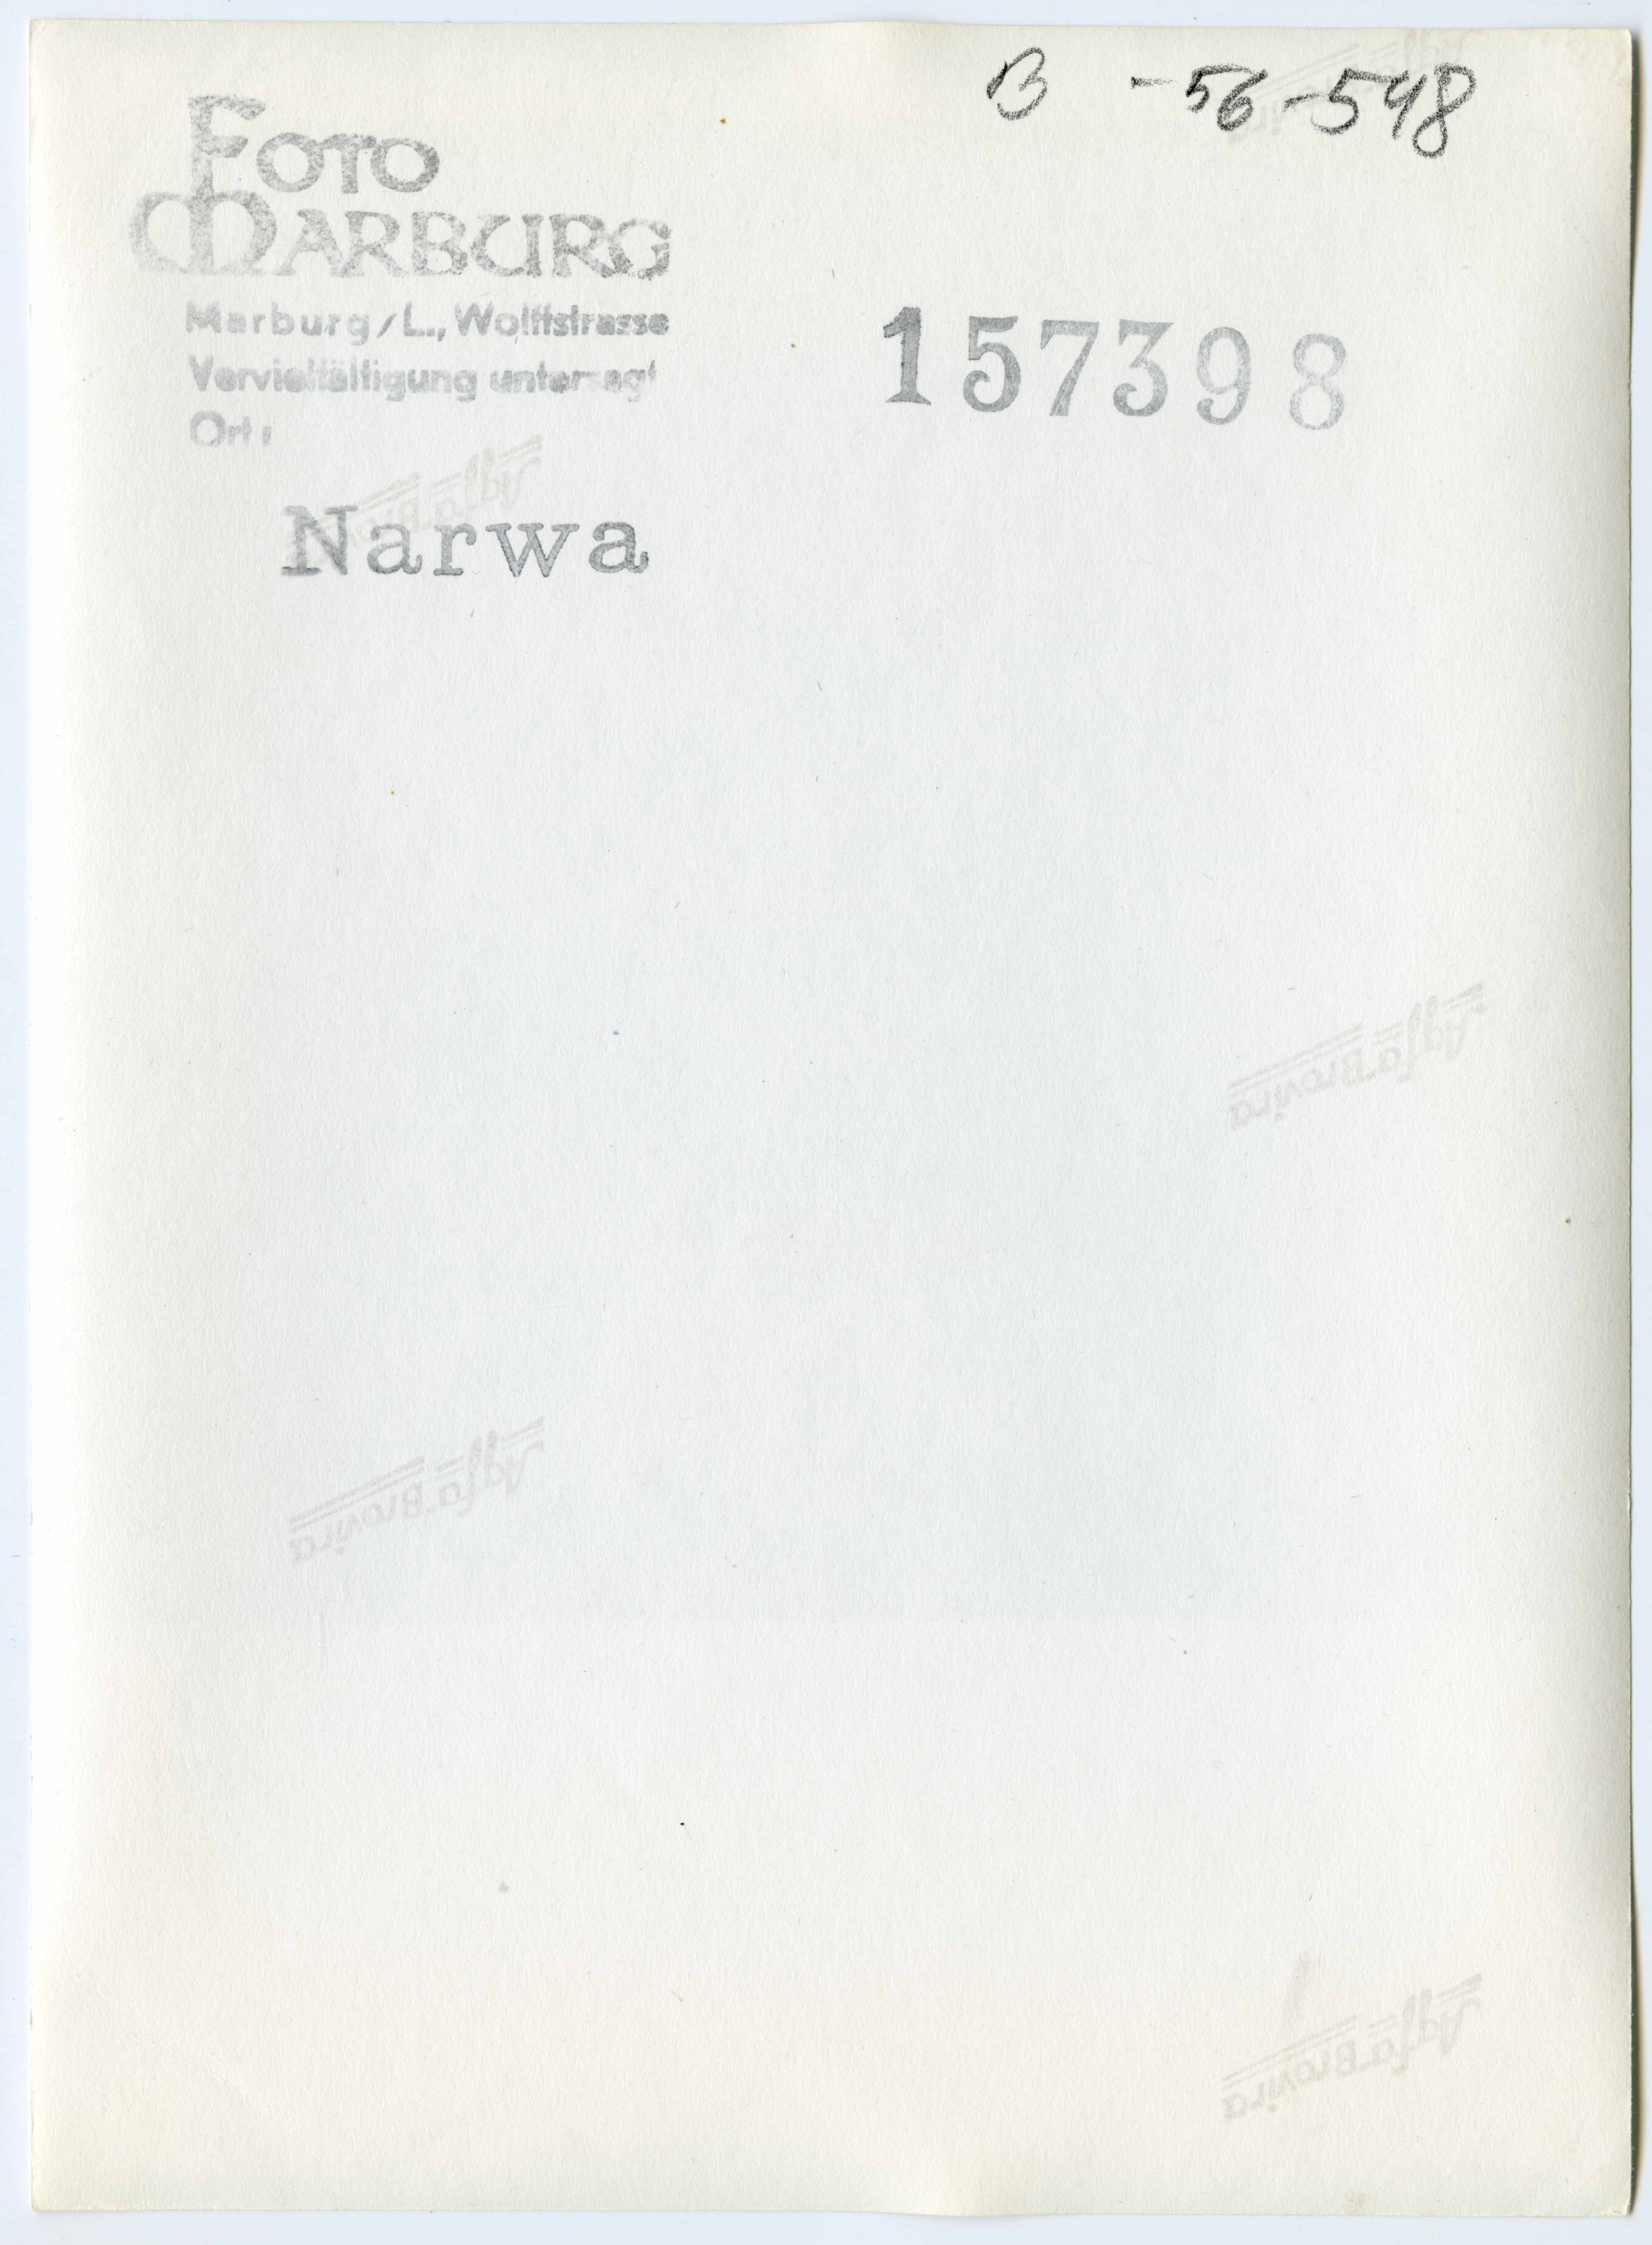 B -56-548
FOTO
MARBURG
Marburg/L., Wolffstrasse
Vervielfältigung untersagt
Ort:
157398
Narwa
Agfa Brovira
Agfa Brovira
Agfa Brovira
Agfa Brovira